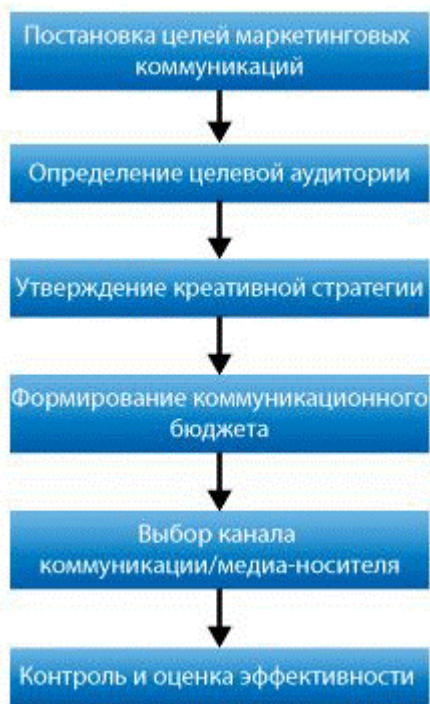 Постановка целей маркетинговых
коммуникаций
Определение целевой аудитории
Утверждение креативной стратегии
Формирование коммуникационного
бюджета
Выбор канала
коммуникации/медиа-носителя
Контроль и оценка эффективности